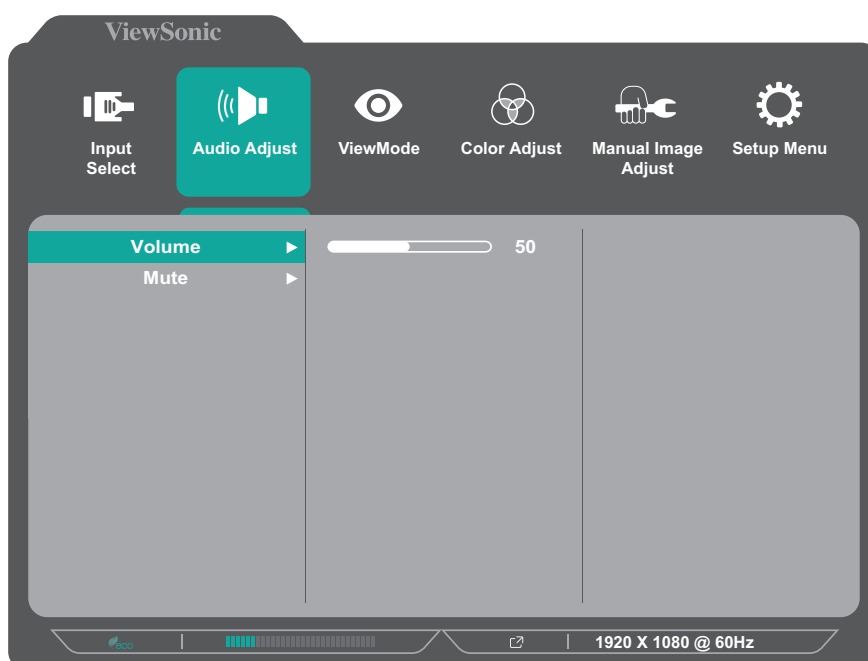 ViewSonic
Input
Select
Audio Adjust
ViewMode
Color Adjust
Manual Image
Adjust
Setup Menu
Volume
50
Mute
eco
1920 X 1080 @ 60Hz